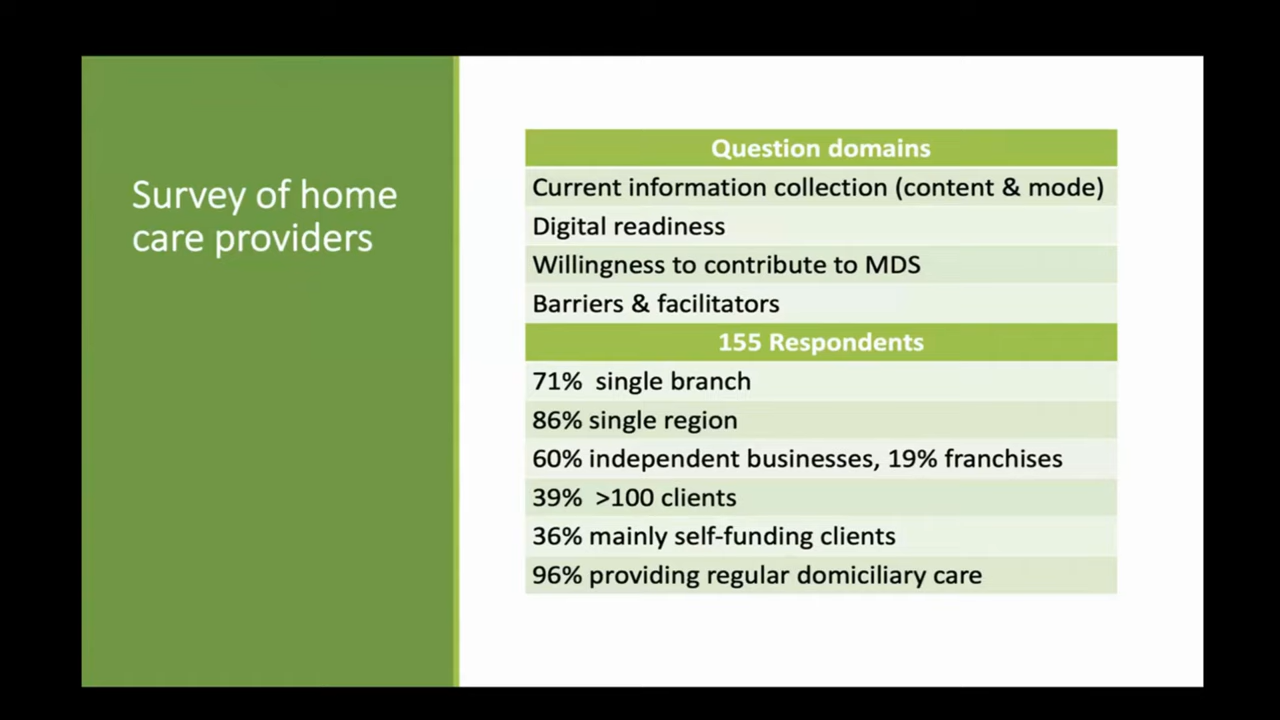 Survey of home
care providers
Question domains
Current information collection (content & mode)
Digital readiness
Willingness to contribute to MDS
Barriers & facilitators
155 Respondents
71%  single branch
86% single region
60% independent businesses, 19% franchises
39%  >100 clients
36% mainly self-funding clients
96% providing regular domiciliary care